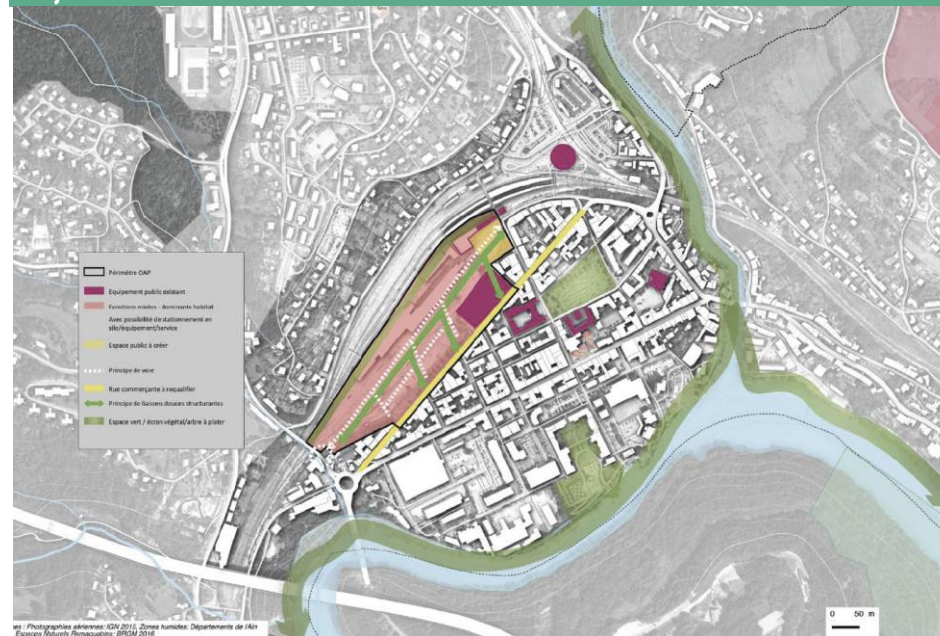 Périmètre OAP
Equipement public existant
Fonctions mixtes : dominante habitat
Avec possibilité de stationnement en
silo/équipement/service
Espace public à créer
Principe de voie
Rue commerçante à requalifier
Principe de liaisons douces structurantes
Espace vert / écran végétal/arbre à plater
0 50 m
es : Photographies aériennes: IGN 2015, Zones humides: Départements de l'Ain
Espaces Naturels Remarquables: BRGM 2016